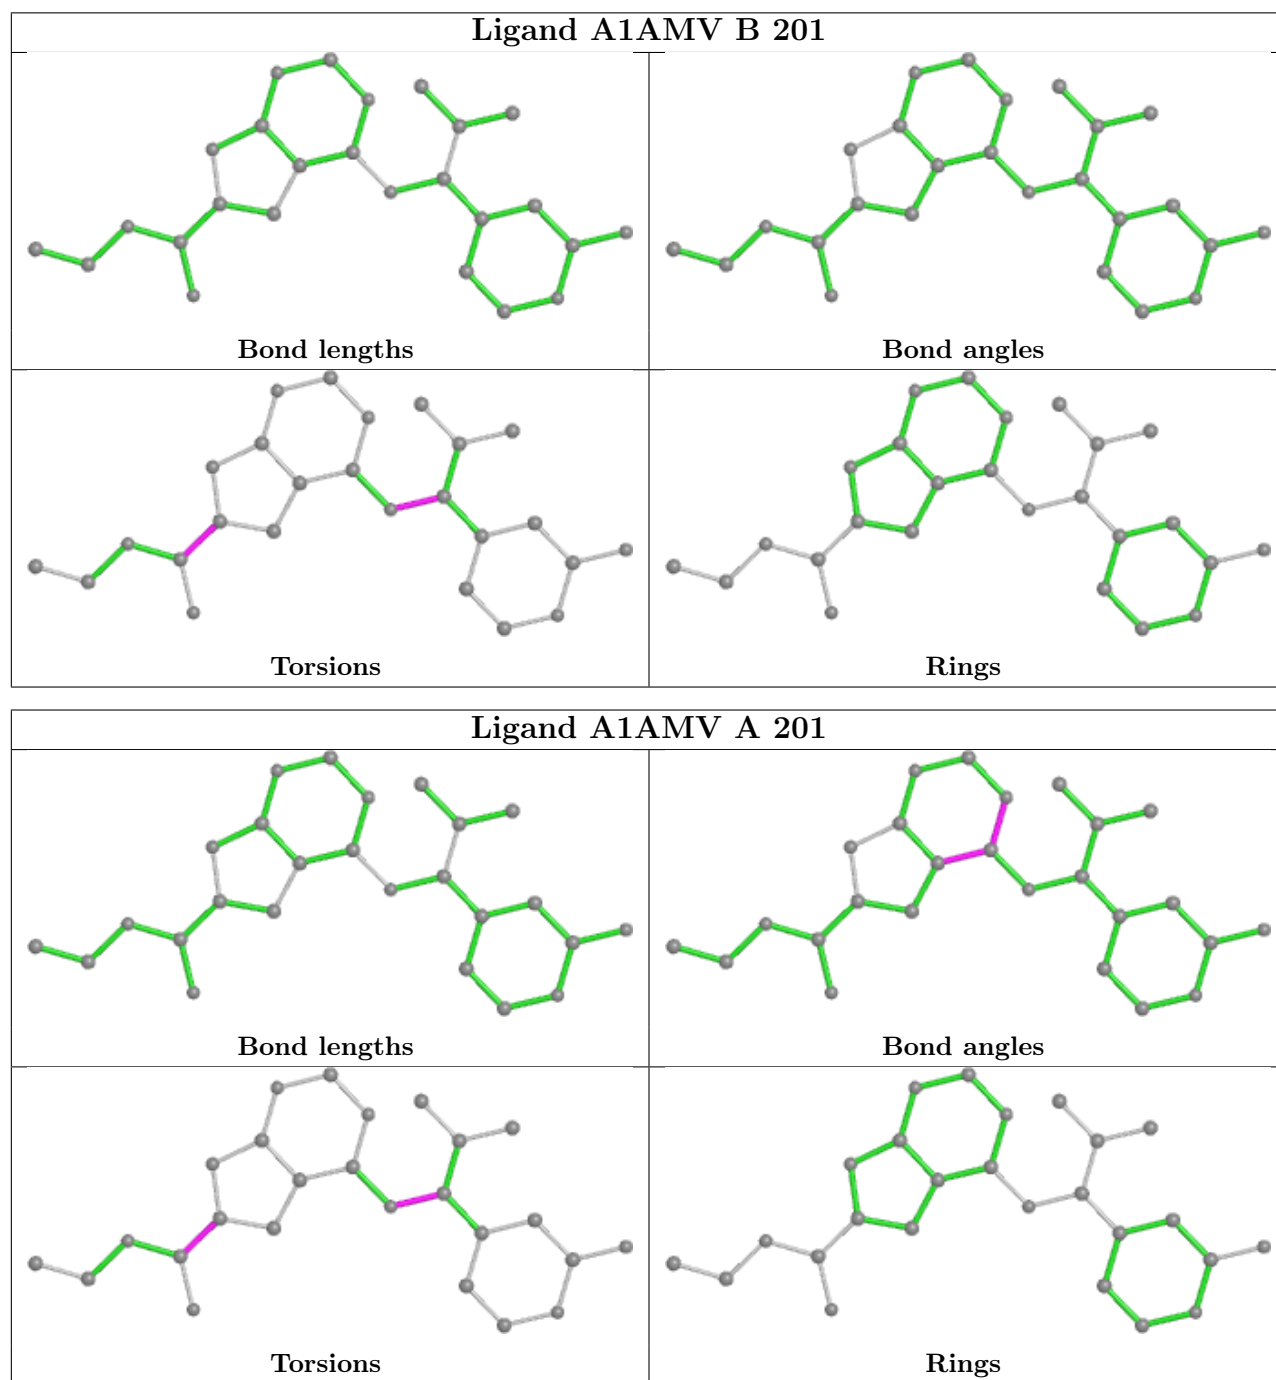 Ligand A1AMV B 201
Bond lengths
Bond angles
Torsions
Rings
Ligand A1AMV A 201
Bond lengths
Bond angles
Torsions
Rings